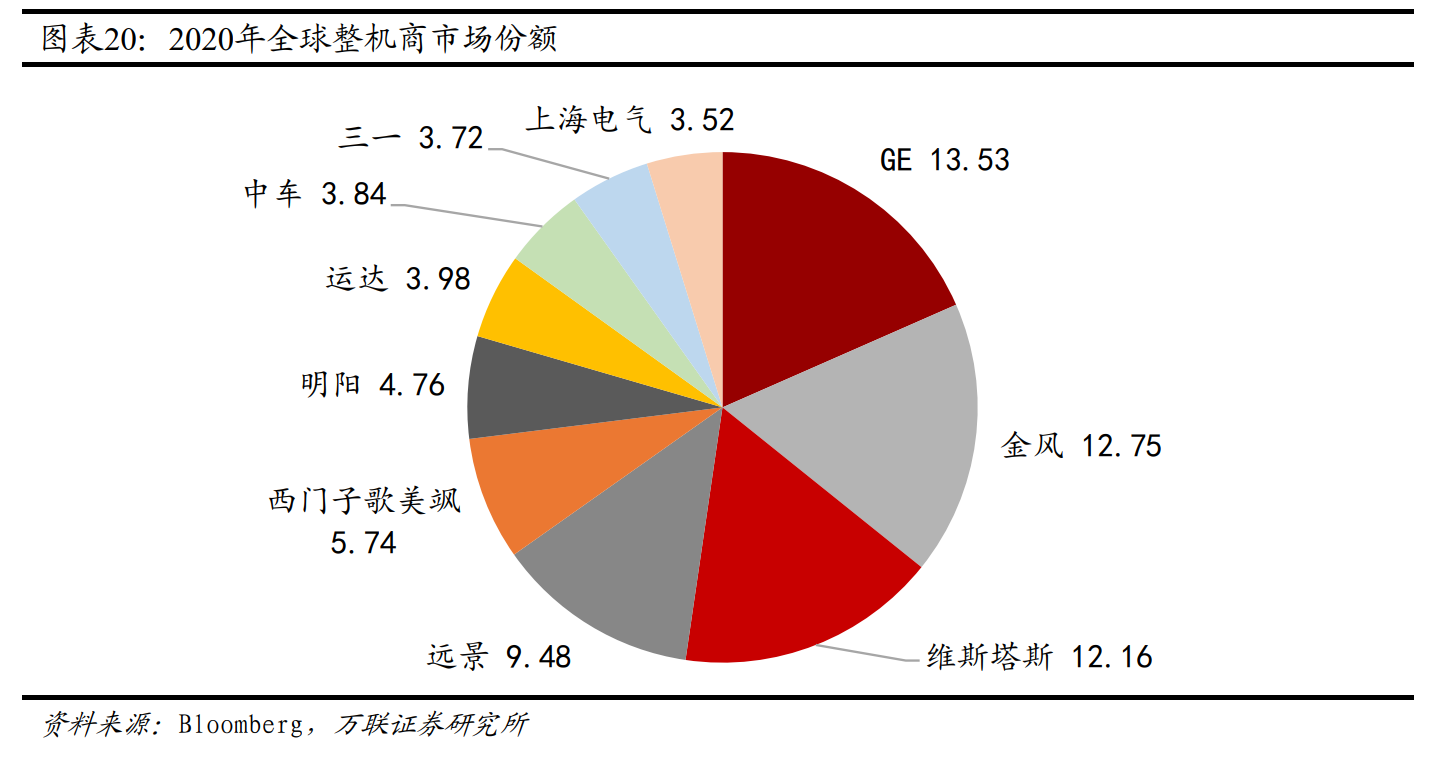 图表20：2020年全球整机商市场份额
上海电气 3.52
三一 3.72
GE 13.53
中车 3.84
运达 3.98
明阳 4.76
金风 12.75
西门子歌美飒
5.74
远景 9.48
维斯塔斯 12.16
资料来源：Bloomberg，万联证券研究所